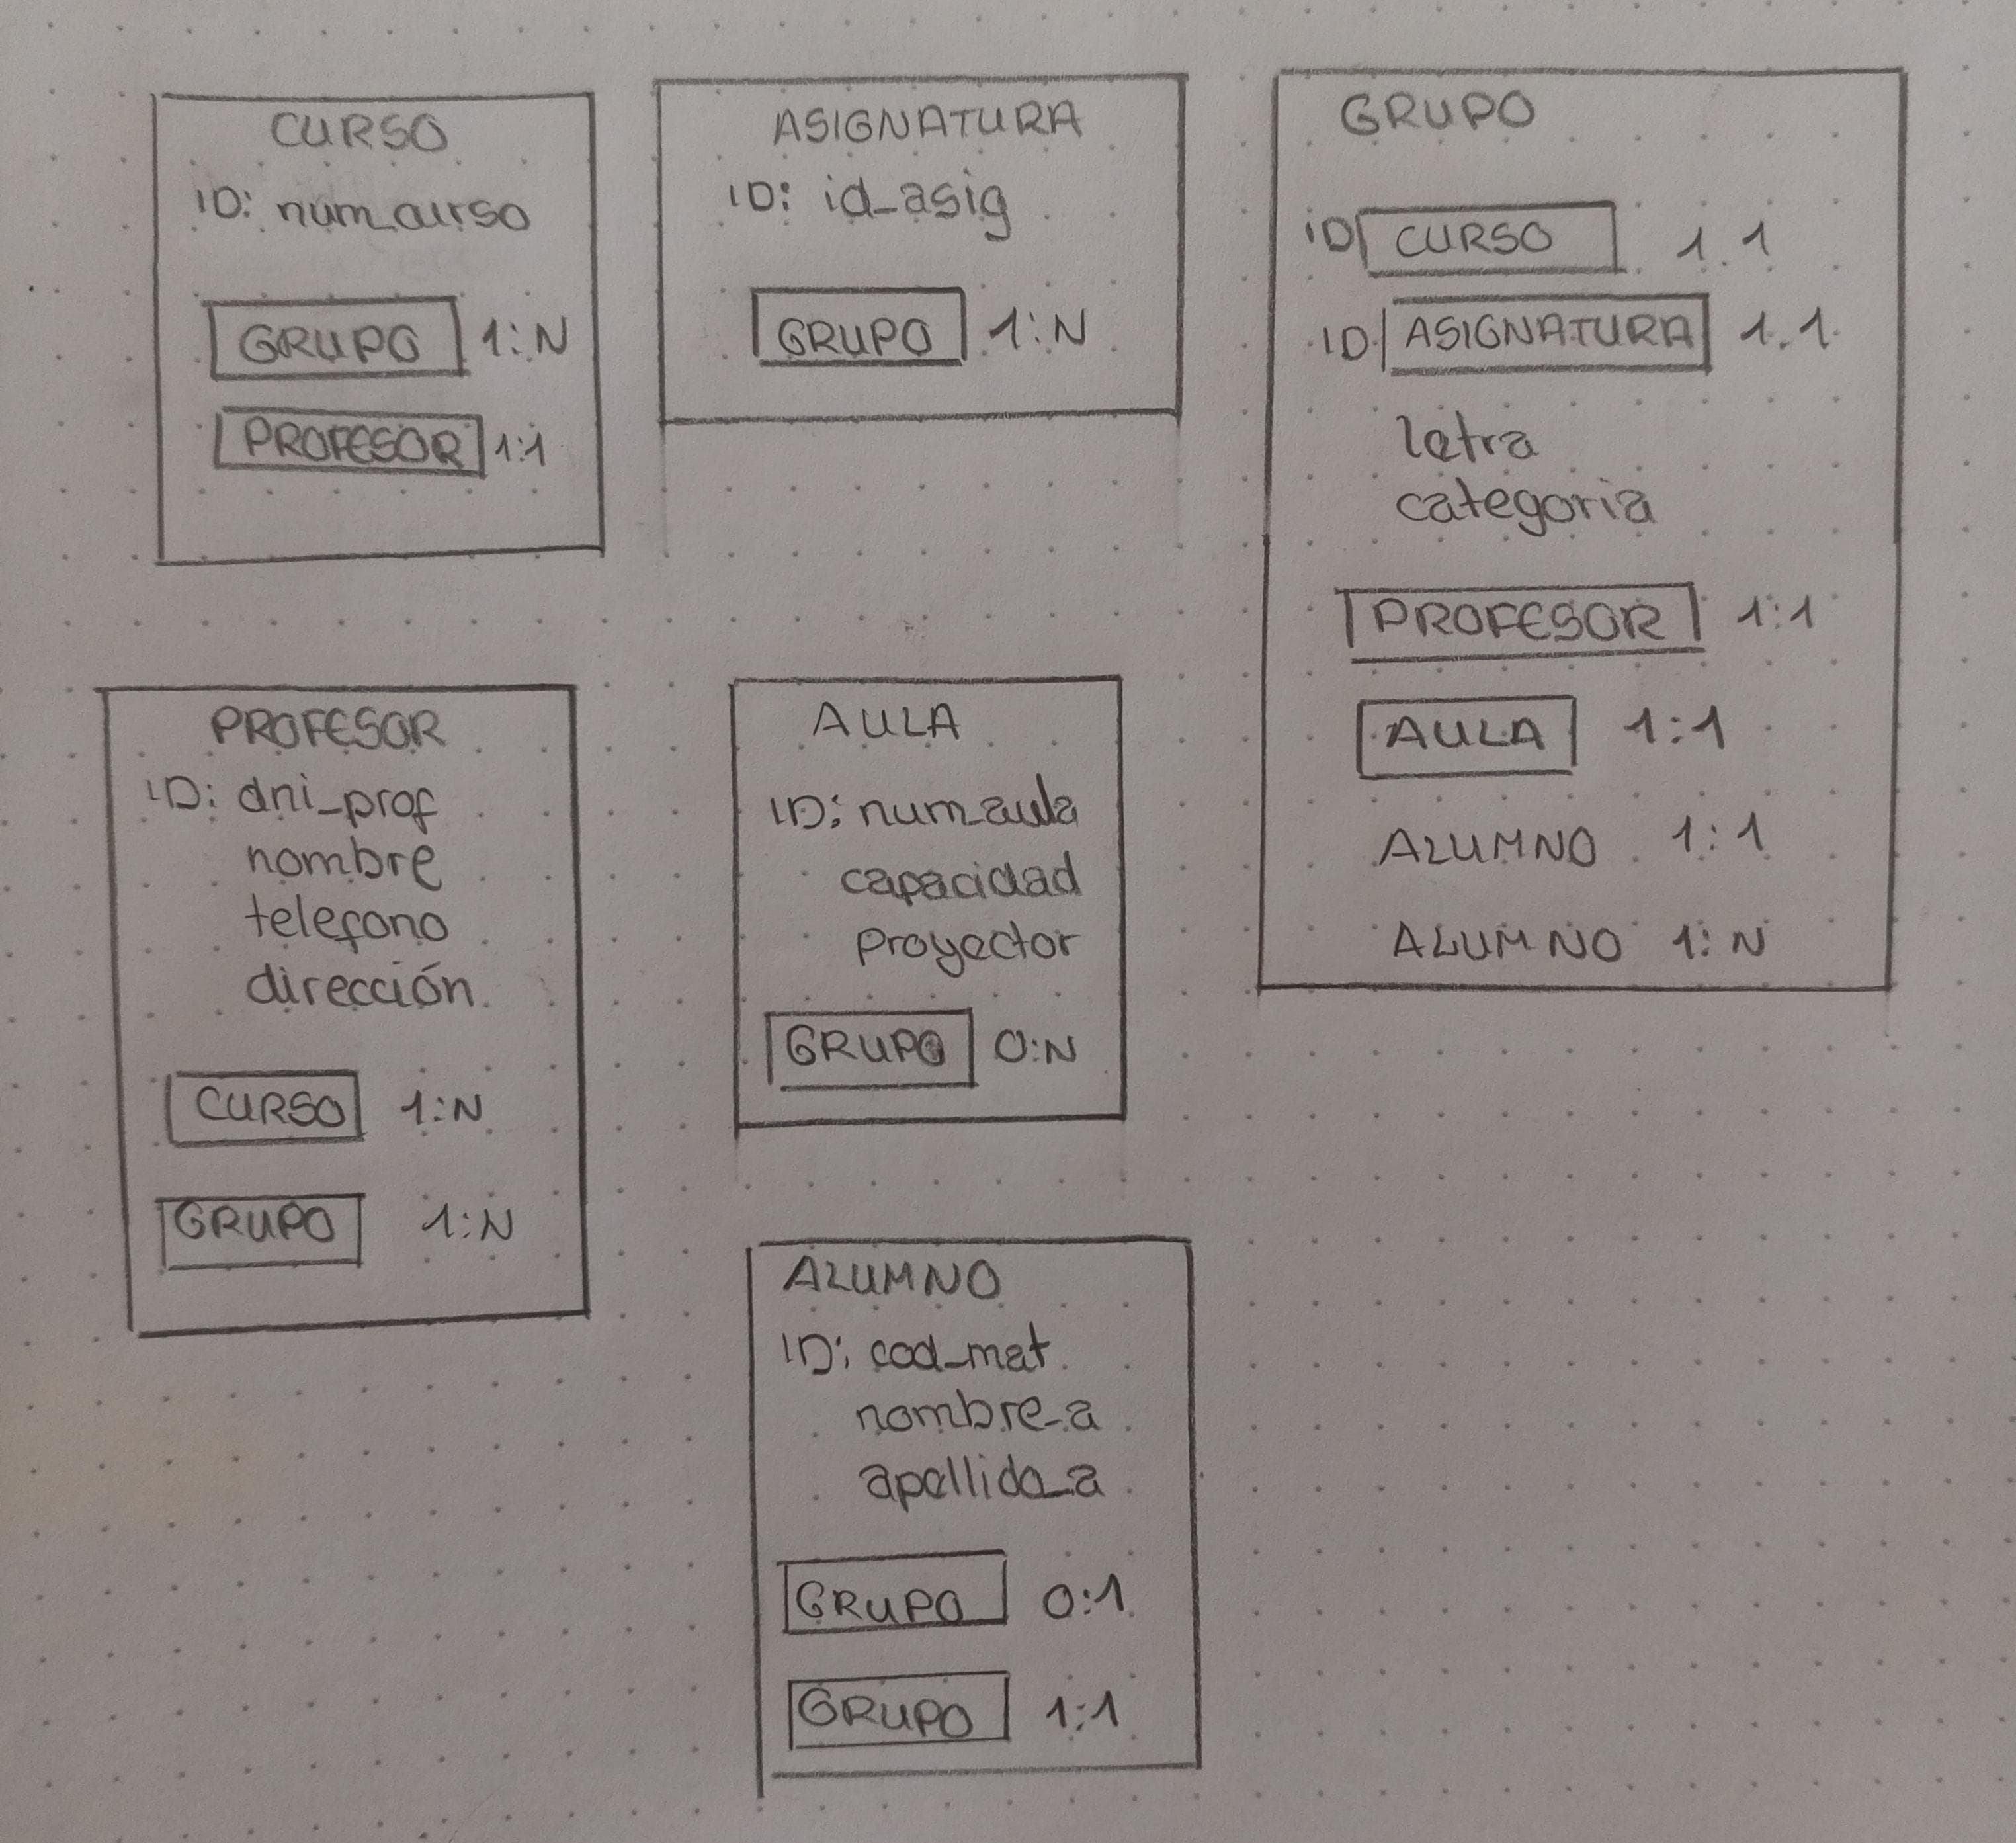 CURSO
ID: num_curso
GRUPO 1:N
PROFESOR 1:1
ASIGNATURA
ID: id_asig
GRUPO 1:N
GRUPO
ID CURSO 1.1
ID ASIGNATURA 1.1
letra
categoria
PROFESOR 1:1
AULA 1:1
ALUMNO 1:1
ALUMNO 1:N
PROFESOR
ID: dni_prof
nombre
telefono
dirección
CURSO 1:N
GRUPO 1:N
AULA
ID: num_aula
capacidad
proyector
GRUPO 0:N
ALUMNO
ID: cod_mat
nombre_a
apellido_a
GRUPO 0:1
GRUPO 1:1